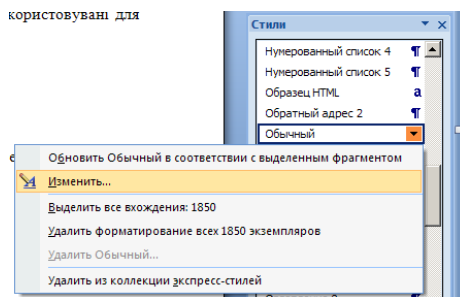 користовувані для
Стили
Нумерованный список 4
Нумерованный список 5
Образец HTML
Обратный адрес 2
Обычный
Обновить Обычный в соответствии с выделенным фрагментом
Изменить...
Выделить все вхождения: 1850
Удалить форматирование всех 1850 экземпляров
Удалить Обычный...
Удалить из коллекции экспресс-стилей